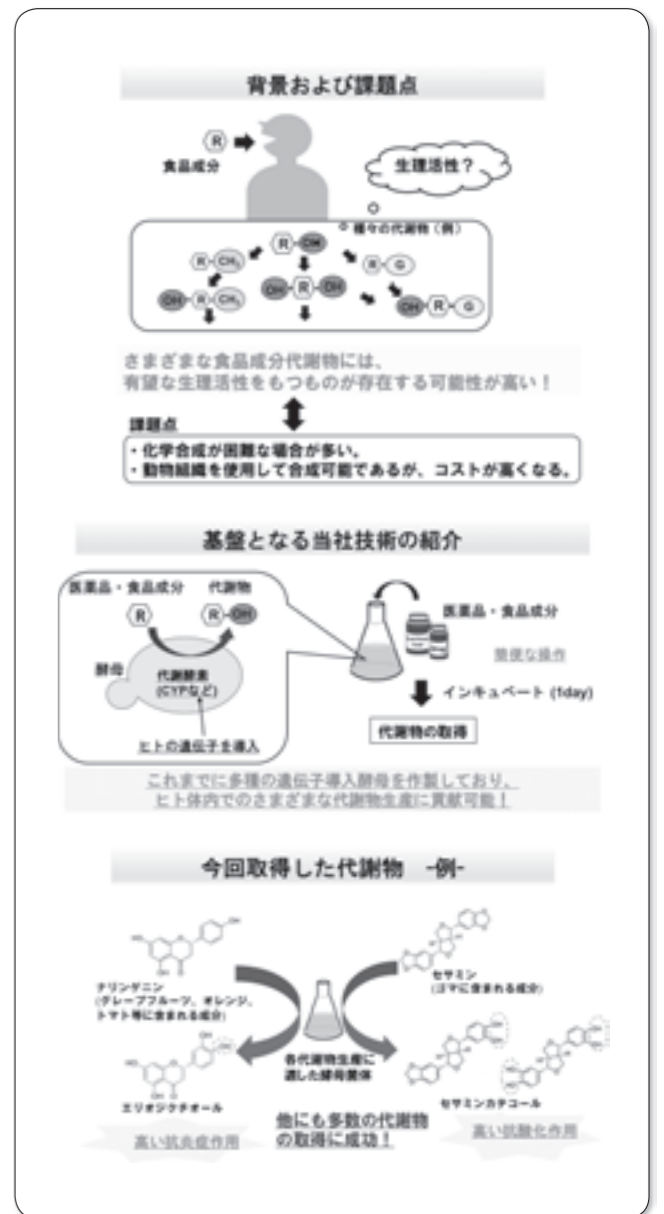 背景および課題点
R
食品成分
生理活性?
種々の代謝物(例)
R-OH
R-CH3
R-G
OH-R-CH3
OH-R-OH
OH-R-G
さまざまな食品成分代謝物には、
有望な生理活性をもつものが存在する可能性が高い!
課題点
・化学合成が困難な場合が多い。
・動物組織を使用して合成可能であるが、コストが高くなる。
基盤となる当社技術の紹介
医薬品・食品成分 代謝物
R R-OH
酵母
代謝酵素
(CYPなど)
ヒトの遺伝子を導入
医薬品・食品成分
簡便な操作
インキュベート (1day)
代謝物の取得
これまでに多種の遺伝子導入酵母を作製しており、
ヒト体内でのさまざまな代謝物生産に貢献可能!
今回取得した代謝物 -例-
ナリンゲニン
(グレープフルーツ、オレンジ、
トマト等に含まれる成分)
セサミン
(ゴマに含まれる成分)
各代謝物生産に
適した酵母菌体
エリオジクチオール
セサミンカテコール
高い抗炎症作用
他にも多数の代謝物
の取得に成功!
高い抗酸化作用